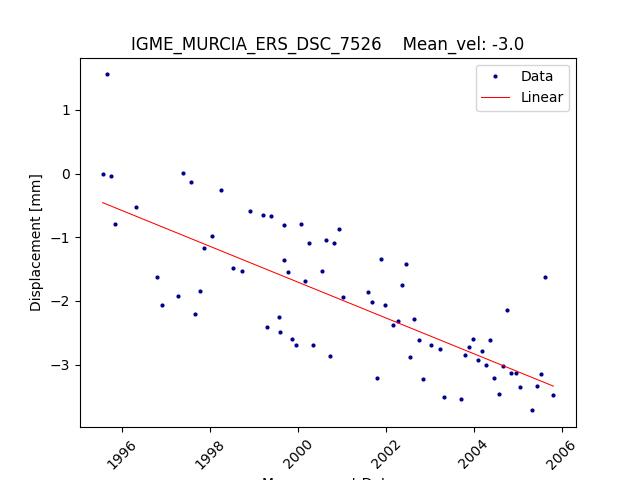 IGME_MURCIA_ERS_DSC_7526    Mean_vel: -3.0
Data
Linear
Displacement [mm]
1
0
−1
−2
−3
1996
1998
2000
2002
2004
2006